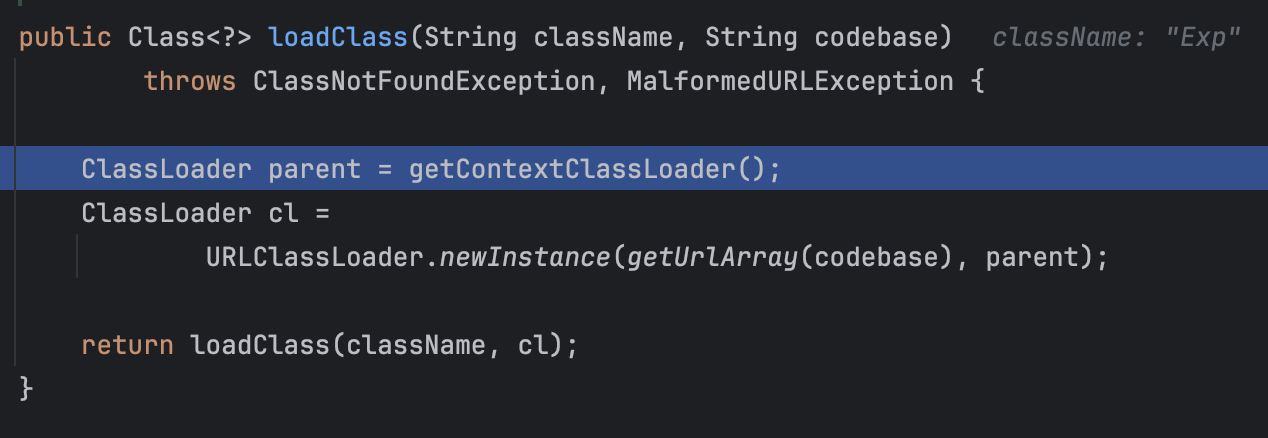 public Class<?> loadClass(String className, String codebase)   className: "Exp"
        throws ClassNotFoundException, MalformedURLException {
    ClassLoader parent = getContextClassLoader();
    ClassLoader cl =
            URLClassLoader.newInstance(getUrlArray(codebase), parent);
    return loadClass(className, cl);
}